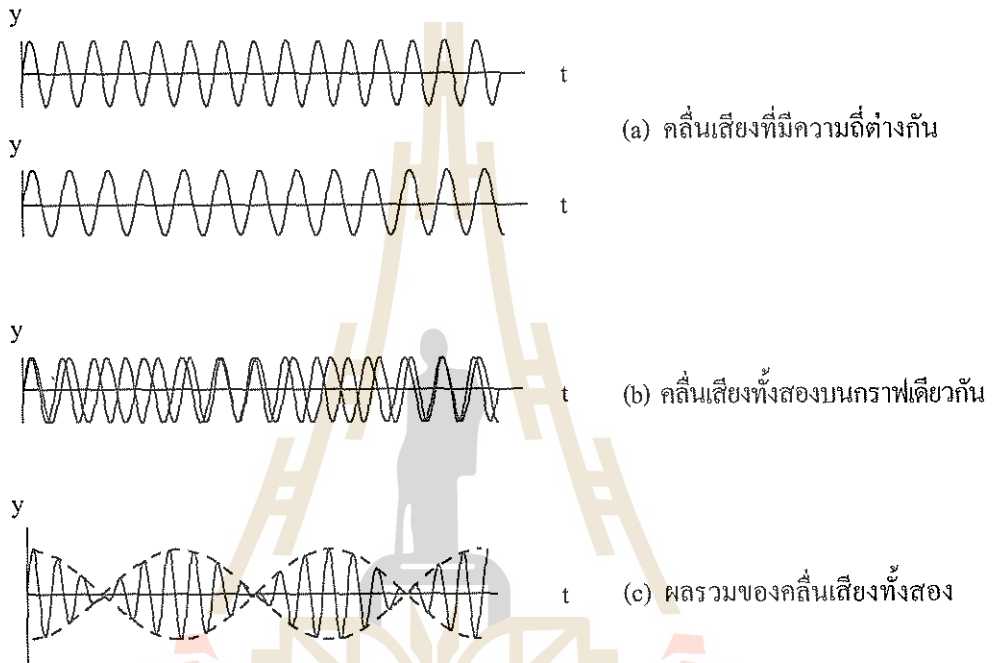 y
t
(a) คลื่นเสียงที่มีความถี่ต่างกัน
y
t
y
t
(b) คลื่นเสียงทั้งสองบนกราฟเดียวกัน
y
t
(c) ผลรวมของคลื่นเสียงทั้งสอง